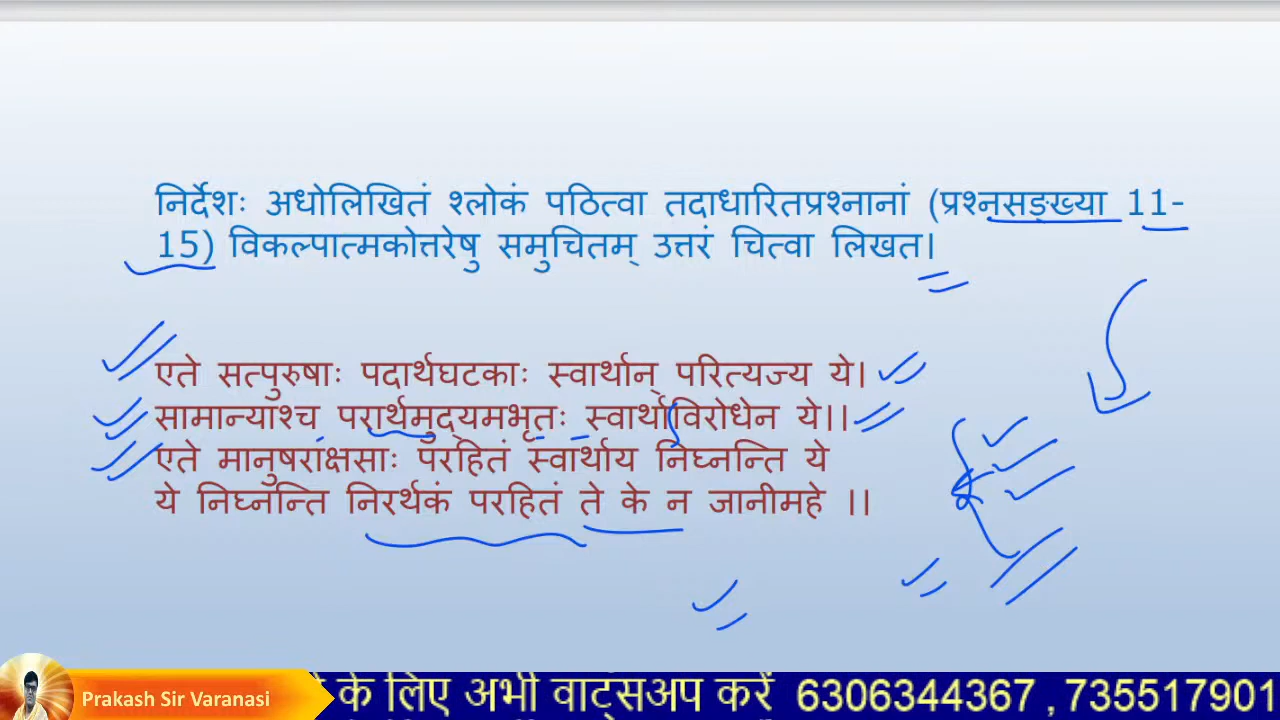 निर्देशः अधोलिखितं श्लोकं पठित्वा तदाधारितप्रश्नानां (प्रश्नसङ्ख्या 11-
15) विकल्पात्मकोत्तरेषु समुचितम् उत्तरं चित्वा लिखत।
एते सत्पुरुषाः पदार्थघटकाः स्वार्थान् परित्यज्य ये।
सामान्याश्च परार्थमुद्यमभृतः स्वार्थाविरोधेन ये।।
एते मानुषराक्षसाः परहितं स्वार्थाय निघ्नन्ति ये
ये निघ्नन्ति निरर्थकं परहितं ते के न जानीमहे ।।
Prakash Sir Varanasi
के लिए अभी वाट्सअप करें 6306344367 ,735517901